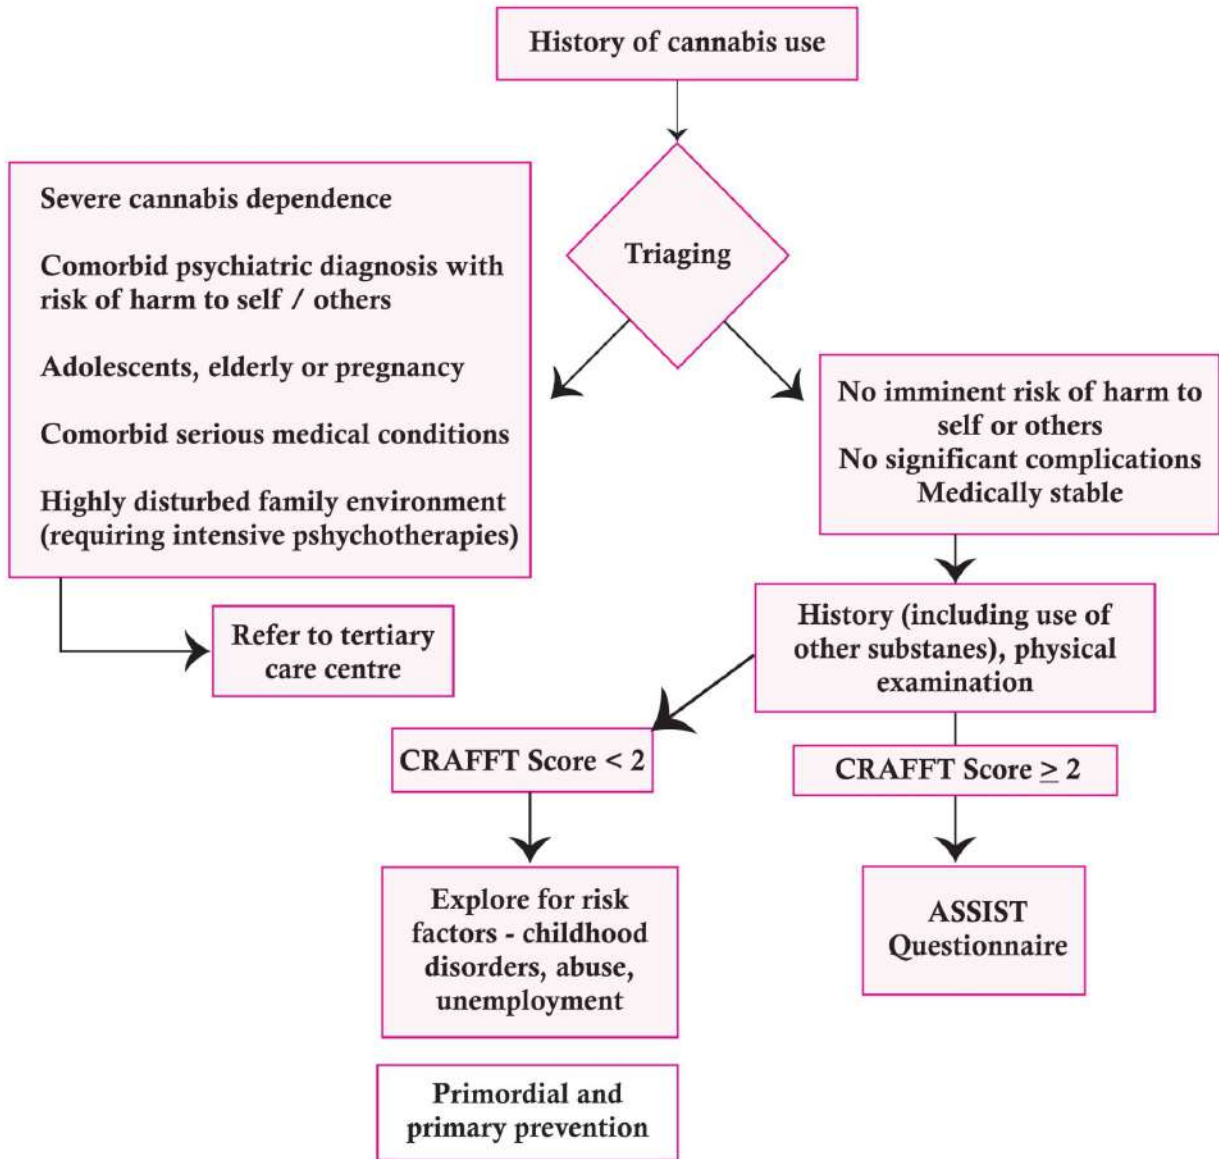 History of cannabis use
Triaging
Severe cannabis dependence
Comorbid psychiatric diagnosis with
risk of harm to self / others
Adolescents, elderly or pregnancy
Comorbid serious medical conditions
Highly disturbed family environment
(requiring intensive pshychotherapies)
Refer to tertiary
care centre
No imminent risk of harm to
self or others
No significant complications
Medically stable
History (including use of
other substanes), physical
examination
CRAFFT Score < 2
CRAFFT Score ≥ 2
Explore for risk
factors - childhood
disorders, abuse,
unemployment
ASSIST
Questionnaire
Primordial and
primary prevention